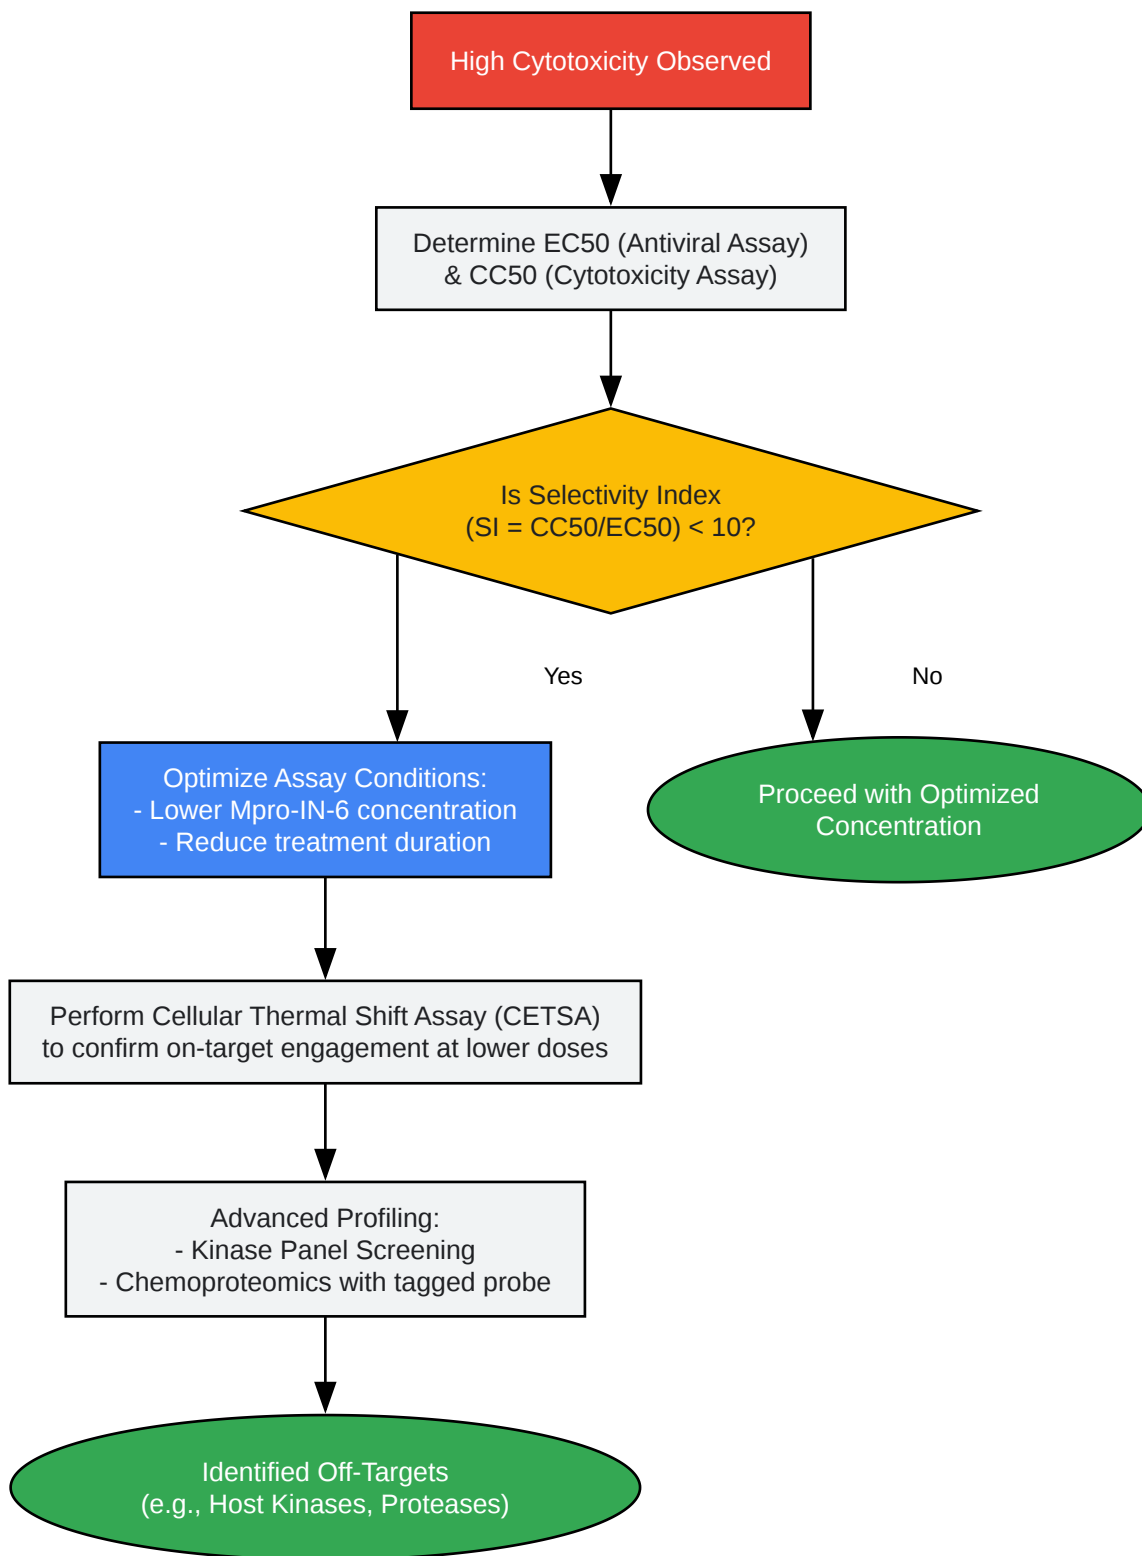 High Cytotoxicity Observed
Determine EC50 (Antiviral Assay)
& CC50 (Cytotoxicity Assay)
Is Selectivity Index
(SI = CC50/EC50) < 10?
Yes
No
Optimize Assay Conditions:
- Lower Mpro-IN-6 concentration
- Reduce treatment duration
Proceed with Optimized
Concentration
Perform Cellular Thermal Shift Assay (CETSA)
to confirm on-target engagement at lower doses
Advanced Profiling:
- Kinase Panel Screening
- Chemoproteomics with tagged probe
Identified Off-Targets
(e.g., Host Kinases, Proteases)